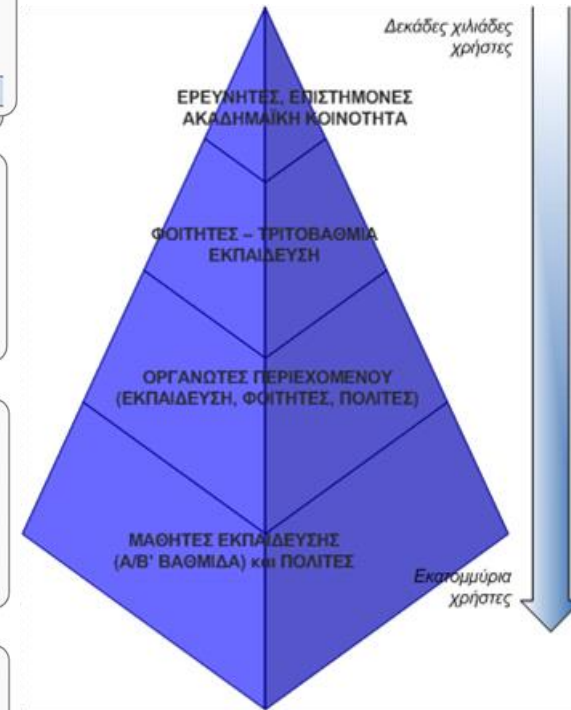 Δεκάδες χιλιάδες
χρήστες
ΕΡΕΥΝΗΤΕΣ, ΕΠΙΣΤΗΜΟΝΕΣ
ΑΚΑΔΗΜΑΪΚΗ ΚΟΙΝΟΤΗΤΑ
ΦΟΙΤΗΤΕΣ – ΤΡΙΤΟΒΑΘΜΙΑ
ΕΚΠΑΙΔΕΥΣΗ
ΟΡΓΑΝΩΤΕΣ ΠΕΡΙΕΧΟΜΕΝΟΥ
(ΕΚΠΑΙΔΕΥΣΗ, ΦΟΙΤΗΤΕΣ, ΠΟΛΙΤΕΣ)
ΜΑΘΗΤΕΣ ΕΚΠΑΙΔΕΥΣΗΣ
(Α/Β' ΒΑΘΜΙΔΑ) και ΠΟΛΙΤΕΣ
Εκατομμύρια
χρήστες